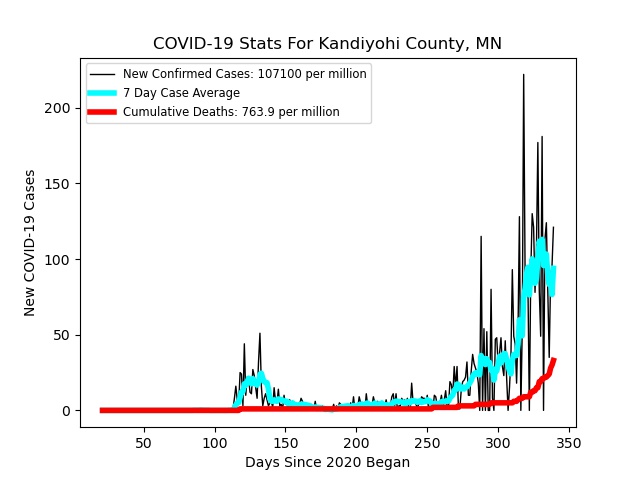 COVID-19 Stats For Kandiyohi County, MN
New Confirmed Cases: 107100 per million
7 Day Case Average
Cumulative Deaths: 763.9 per million
New COVID-19 Cases
200
150
100
50
0
50 100 150 200 250 300 350
Days Since 2020 Began